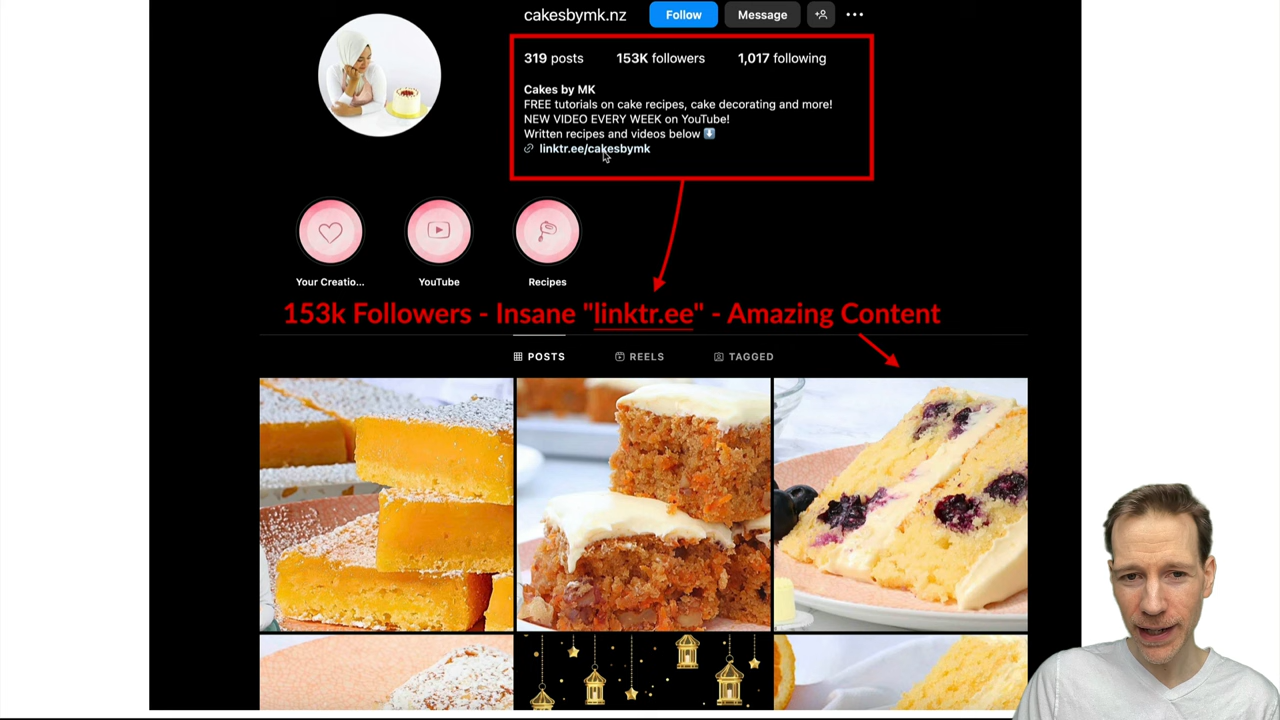 cakesbymk.nz Follow Message
319 posts 153K followers 1,017 following
Cakes by MK
FREE tutorials on cake recipes, cake decorating and more!
NEW VIDEO EVERY WEEK on YouTube!
Written recipes and videos below ⬇️
linktr.ee/cakesbymk
Your Creatio... YouTube Recipes
153k Followers - Insane "linktr.ee" - Amazing Content
POSTS REELS TAGGED